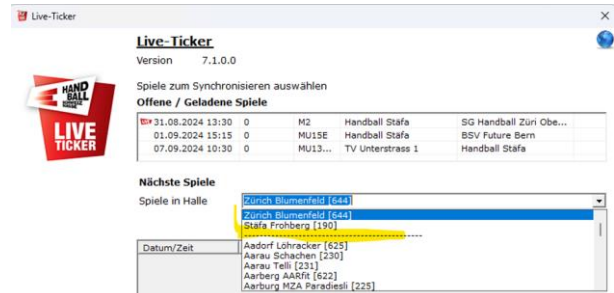 Live-Ticker
Live-Ticker
Version 7.1.0.0
Spiele zum Synchronisieren auswählen
Offene / Geladene Spiele
31.08.2024 13:30 0 M2 Handball Stäfa SG Handball Züri Obe...
01.09.2024 15:15 0 MU15E Handball Stäfa BSV Future Bern
07.09.2024 10:30 0 MU13... TV Unterstrass 1 Handball Stäfa
HAND
BALL
LIVE
TICKER
Nächste Spiele
Spiele in Halle Zürich Blumenfeld [644]
Zürich Blumenfeld [644]
Stäfa Frohberg [190]
------------------------------------------------
Datum/Zeit
Aadorf Löhracker [625]
Aarau Schachen [230]
Aarau Telli [231]
Aarberg AARfit [622]
Aarburg MZA Paradiesli [225]